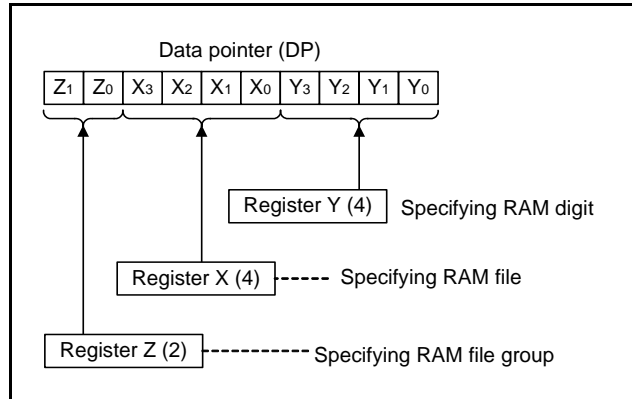 Data pointer (DP)
Z1 Z0 X3 X2 X1 X0 Y3 Y2 Y1 Y0
Register Y (4) Specifying RAM digit
Register X (4) Specifying RAM file
Register Z (2) Specifying RAM file group